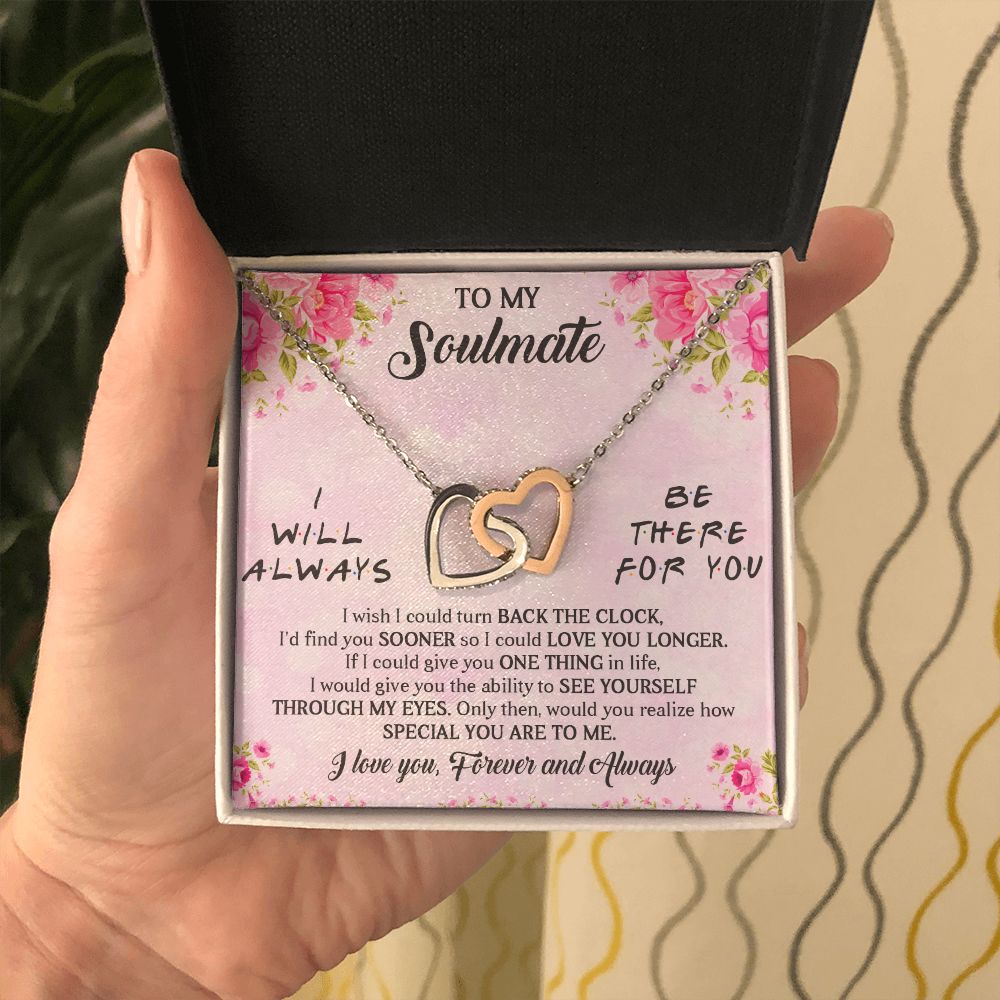 TO MY
Soulmate
I
WILL
A·L·W·A·Y·S
BE
T·H·E·R·E
FOR YOU
I wish I could turn BACK THE CLOCK,
I'd find you SOONER so I could LOVE YOU LONGER.
If I could give you ONE THING in life,
I would give you the ability to SEE YOURSELF
THROUGH MY EYES. Only then, would you realize how
SPECIAL YOU ARE TO ME.
I love you, Forever and Always